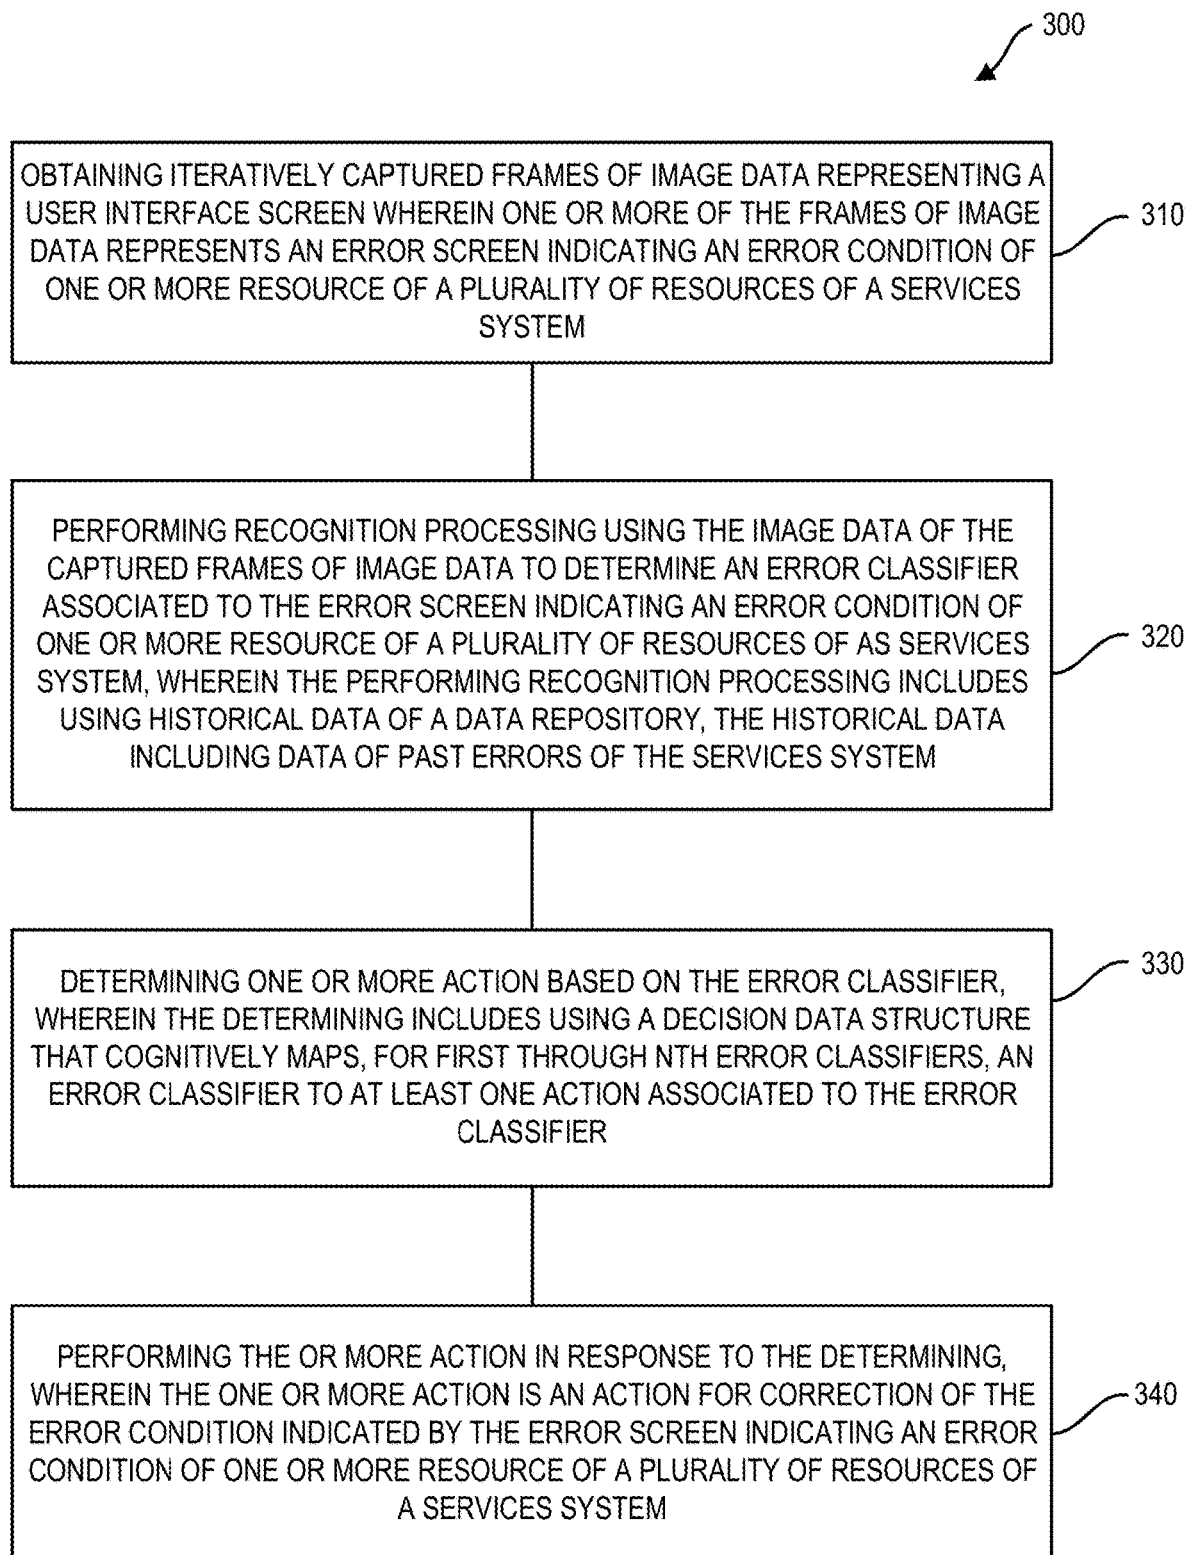 300
OBTAINING ITERATIVELY CAPTURED FRAMES OF IMAGE DATA REPRESENTING A
USER INTERFACE SCREEN WHEREIN ONE OR MORE OF THE FRAMES OF IMAGE
DATA REPRESENTS AN ERROR SCREEN INDICATING AN ERROR CONDITION OF
ONE OR MORE RESOURCE OF A PLURALITY OF RESOURCES OF A SERVICES
SYSTEM
310
PERFORMING RECOGNITION PROCESSING USING THE IMAGE DATA OF THE
CAPTURED FRAMES OF IMAGE DATA TO DETERMINE AN ERROR CLASSIFIER
ASSOCIATED TO THE ERROR SCREEN INDICATING AN ERROR CONDITION OF
ONE OR MORE RESOURCE OF A PLURALITY OF RESOURCES OF AS SERVICES
SYSTEM, WHEREIN THE PERFORMING RECOGNITION PROCESSING INCLUDES
USING HISTORICAL DATA OF A DATA REPOSITORY, THE HISTORICAL DATA
INCLUDING DATA OF PAST ERRORS OF THE SERVICES SYSTEM
320
DETERMINING ONE OR MORE ACTION BASED ON THE ERROR CLASSIFIER,
WHEREIN THE DETERMINING INCLUDES USING A DECISION DATA STRUCTURE
THAT COGNITIVELY MAPS, FOR FIRST THROUGH NTH ERROR CLASSIFIERS, AN
ERROR CLASSIFIER TO AT LEAST ONE ACTION ASSOCIATED TO THE ERROR
CLASSIFIER
330
PERFORMING THE OR MORE ACTION IN RESPONSE TO THE DETERMINING,
WHEREIN THE ONE OR MORE ACTION IS AN ACTION FOR CORRECTION OF THE
ERROR CONDITION INDICATED BY THE ERROR SCREEN INDICATING AN ERROR
CONDITION OF ONE OR MORE RESOURCE OF A PLURALITY OF RESOURCES OF
A SERVICES SYSTEM
340